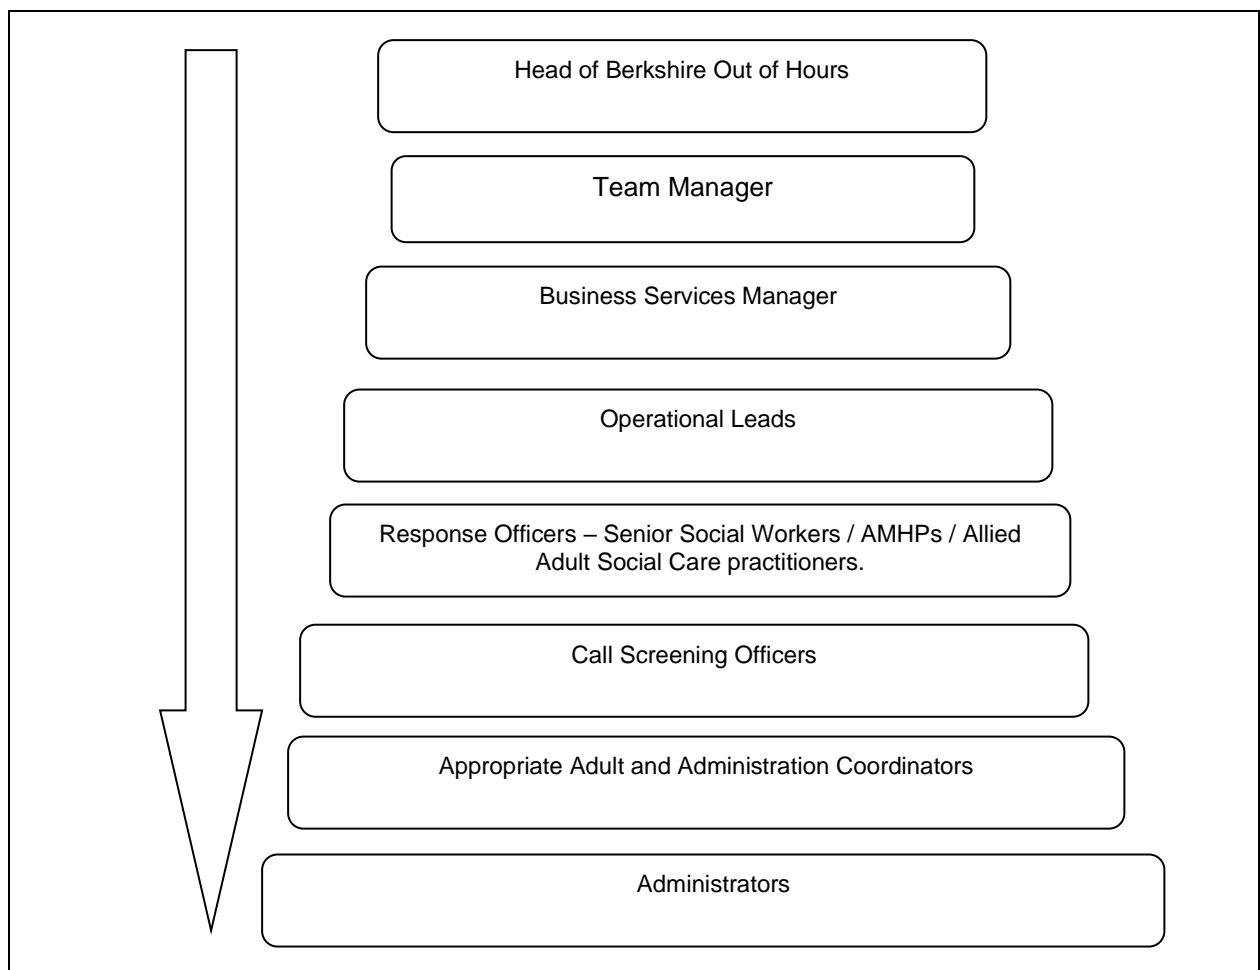 Head of Berkshire Out of Hours
Team Manager
Business Services Manager
Operational Leads
Response Officers – Senior Social Workers / AMHPs / Allied
Adult Social Care practitioners.
Call Screening Officers
Appropriate Adult and Administration Coordinators
Administrators